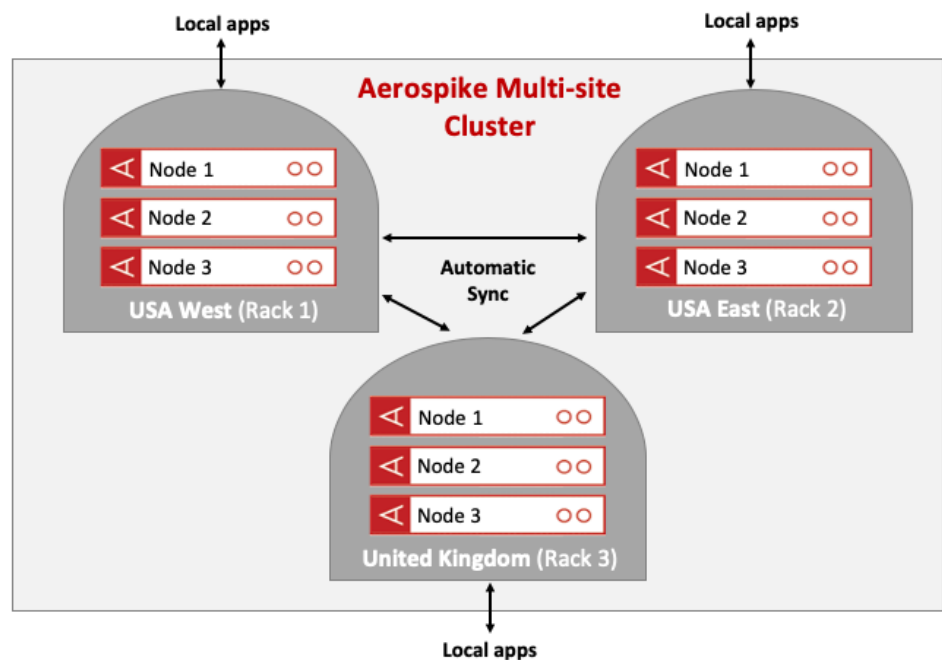 Local apps
Local apps
Aerospike Multi-site
Cluster
Node 1
Node 2
Node 3
USA West (Rack 1)
Node 1
Node 2
Node 3
USA East (Rack 2)
Automatic
Sync
Node 1
Node 2
Node 3
United Kingdom (Rack 3)
Local apps